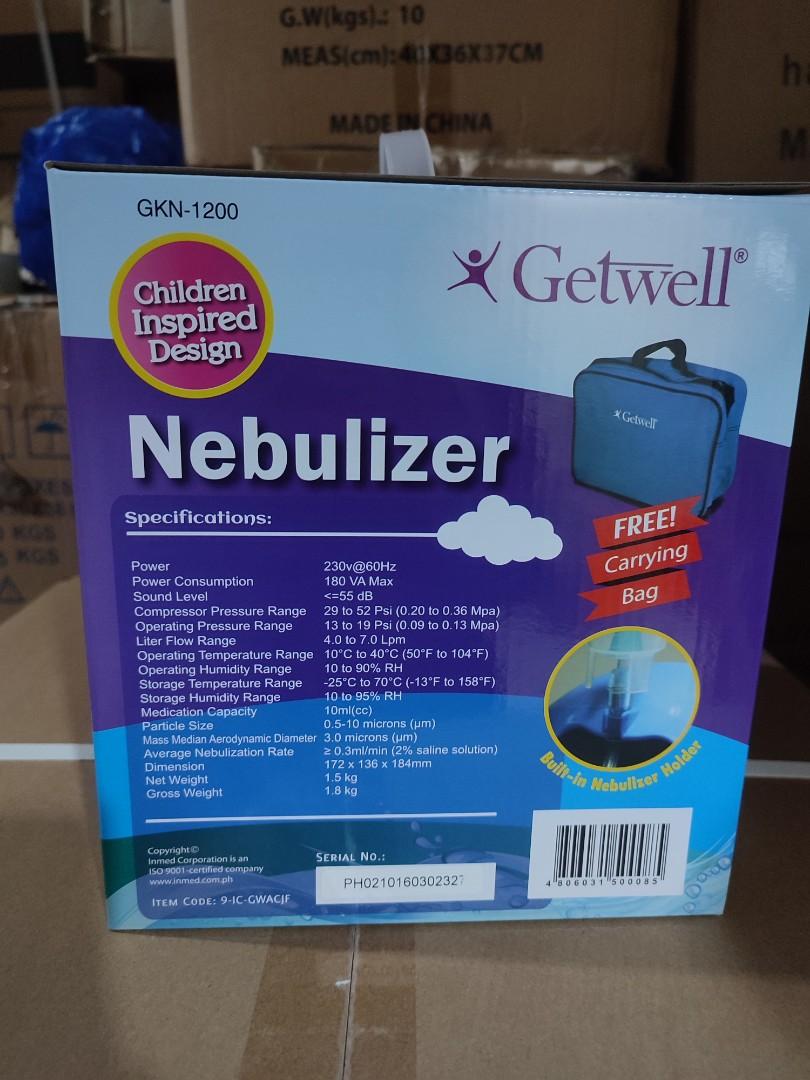 G.W(kgs).: 10
MEAS(cm):40X36X37CM
MADE IN CHINA
GKN-1200
Children
Inspired
Design
Getwell®
Getwell
Nebulizer
FREE!
Carrying
Bag
Specifications:
Power 230v@60Hz
Power Consumption 180 VA Max
Sound Level <=55 dB
Compressor Pressure Range 29 to 52 Psi (0.20 to 0.36 Mpa)
Operating Pressure Range 13 to 19 Psi (0.09 to 0.13 Mpa)
Liter Flow Range 4.0 to 7.0 Lpm
Operating Temperature Range 10°C to 40°C (50°F to 104°F)
Operating Humidity Range 10 to 90% RH
Storage Temperature Range -25°C to 70°C (-13°F to 158°F)
Storage Humidity Range 10 to 95% RH
Medication Capacity 10ml(cc)
Particle Size 0.5-10 microns (µm)
Mass Median Aerodynamic Diameter 3.0 microns (µm)
Average Nebulization Rate ≥ 0.3ml/min (2% saline solution)
Dimension 172 x 136 x 184mm
Net Weight 1.5 kg
Gross Weight 1.8 kg
Built-in Nebulizer Holder
Copyright©
Inmed Corporation is an
ISO 9001-certified company
www.inmed.com.ph
Item Code: 9-IC-GWACJF
Serial No.:
PH0210160302327
4 806031 500085
KGS
KGS